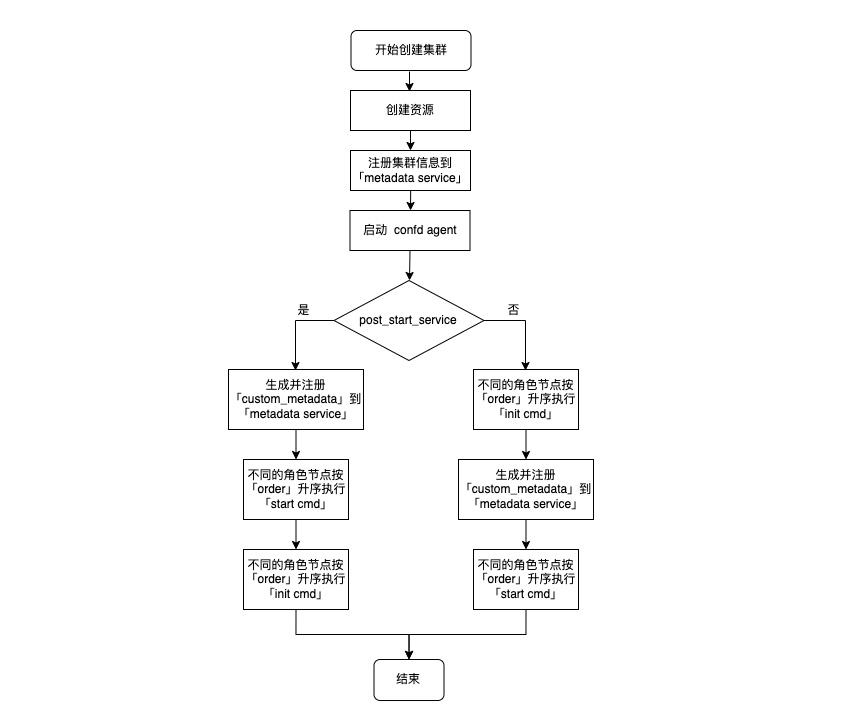 开始创建集群
创建资源
注册集群信息到
「metadata service」
启动 confd agent
post_start_service
是
否
生成并注册
「custom_metadata」到
「metadata service」
不同的角色节点按
「order」升序执行
「start cmd」
不同的角色节点按
「order」升序执行
「init cmd」
不同的角色节点按
「order」升序执行
「init cmd」
生成并注册
「custom_metadata」到
「metadata service」
不同的角色节点按
「order」升序执行
「start cmd」
结束